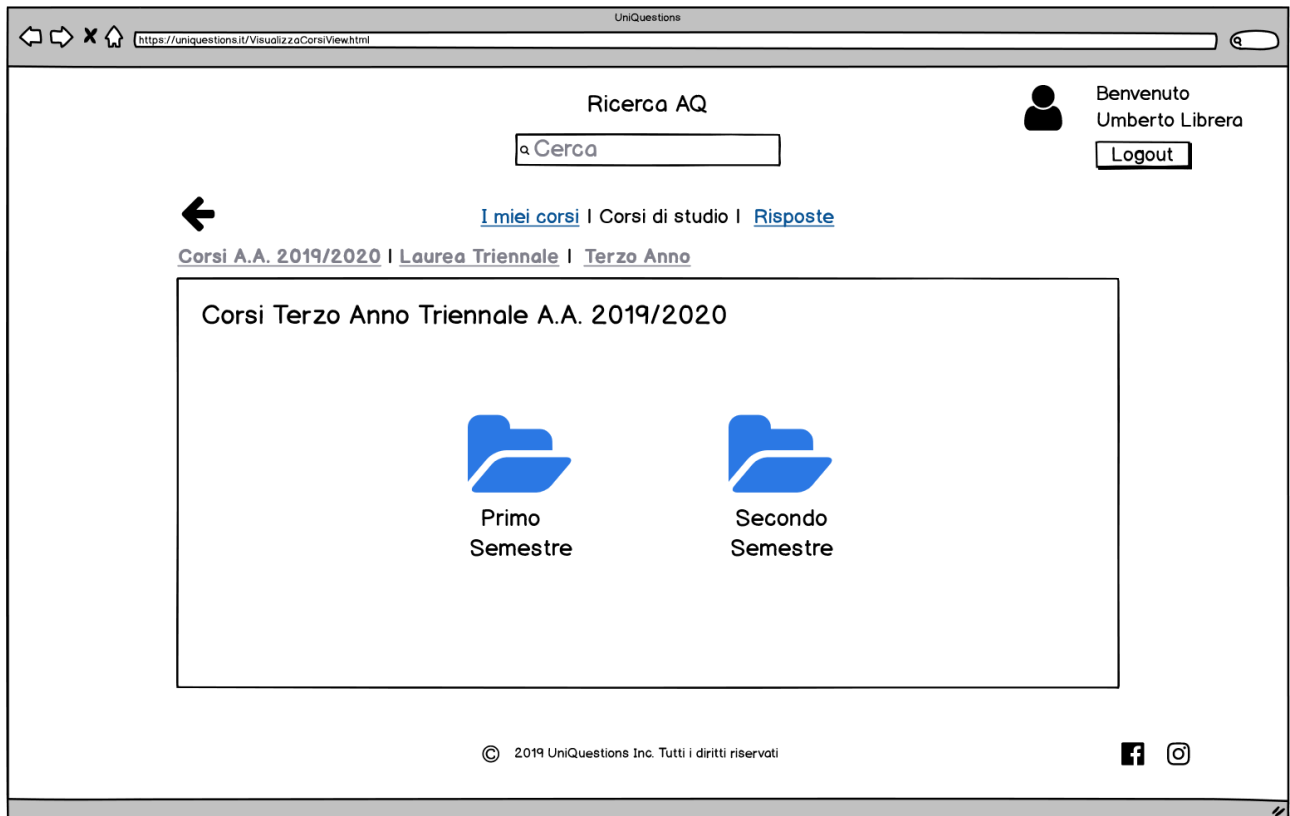 UniQuestions
https://uniquestions.it/VisualizzaCorsiView.html
Ricerca AQ
Cerca
Benvenuto
Umberto Librera
Logout
I miei corsi | Corsi di studio | Risposte
Corsi A.A. 2019/2020 | Laurea Triennale | Terzo Anno
Corsi Terzo Anno Triennale A.A. 2019/2020
Primo
Semestre
Secondo
Semestre
© 2019 UniQuestions Inc. Tutti i diritti riservati